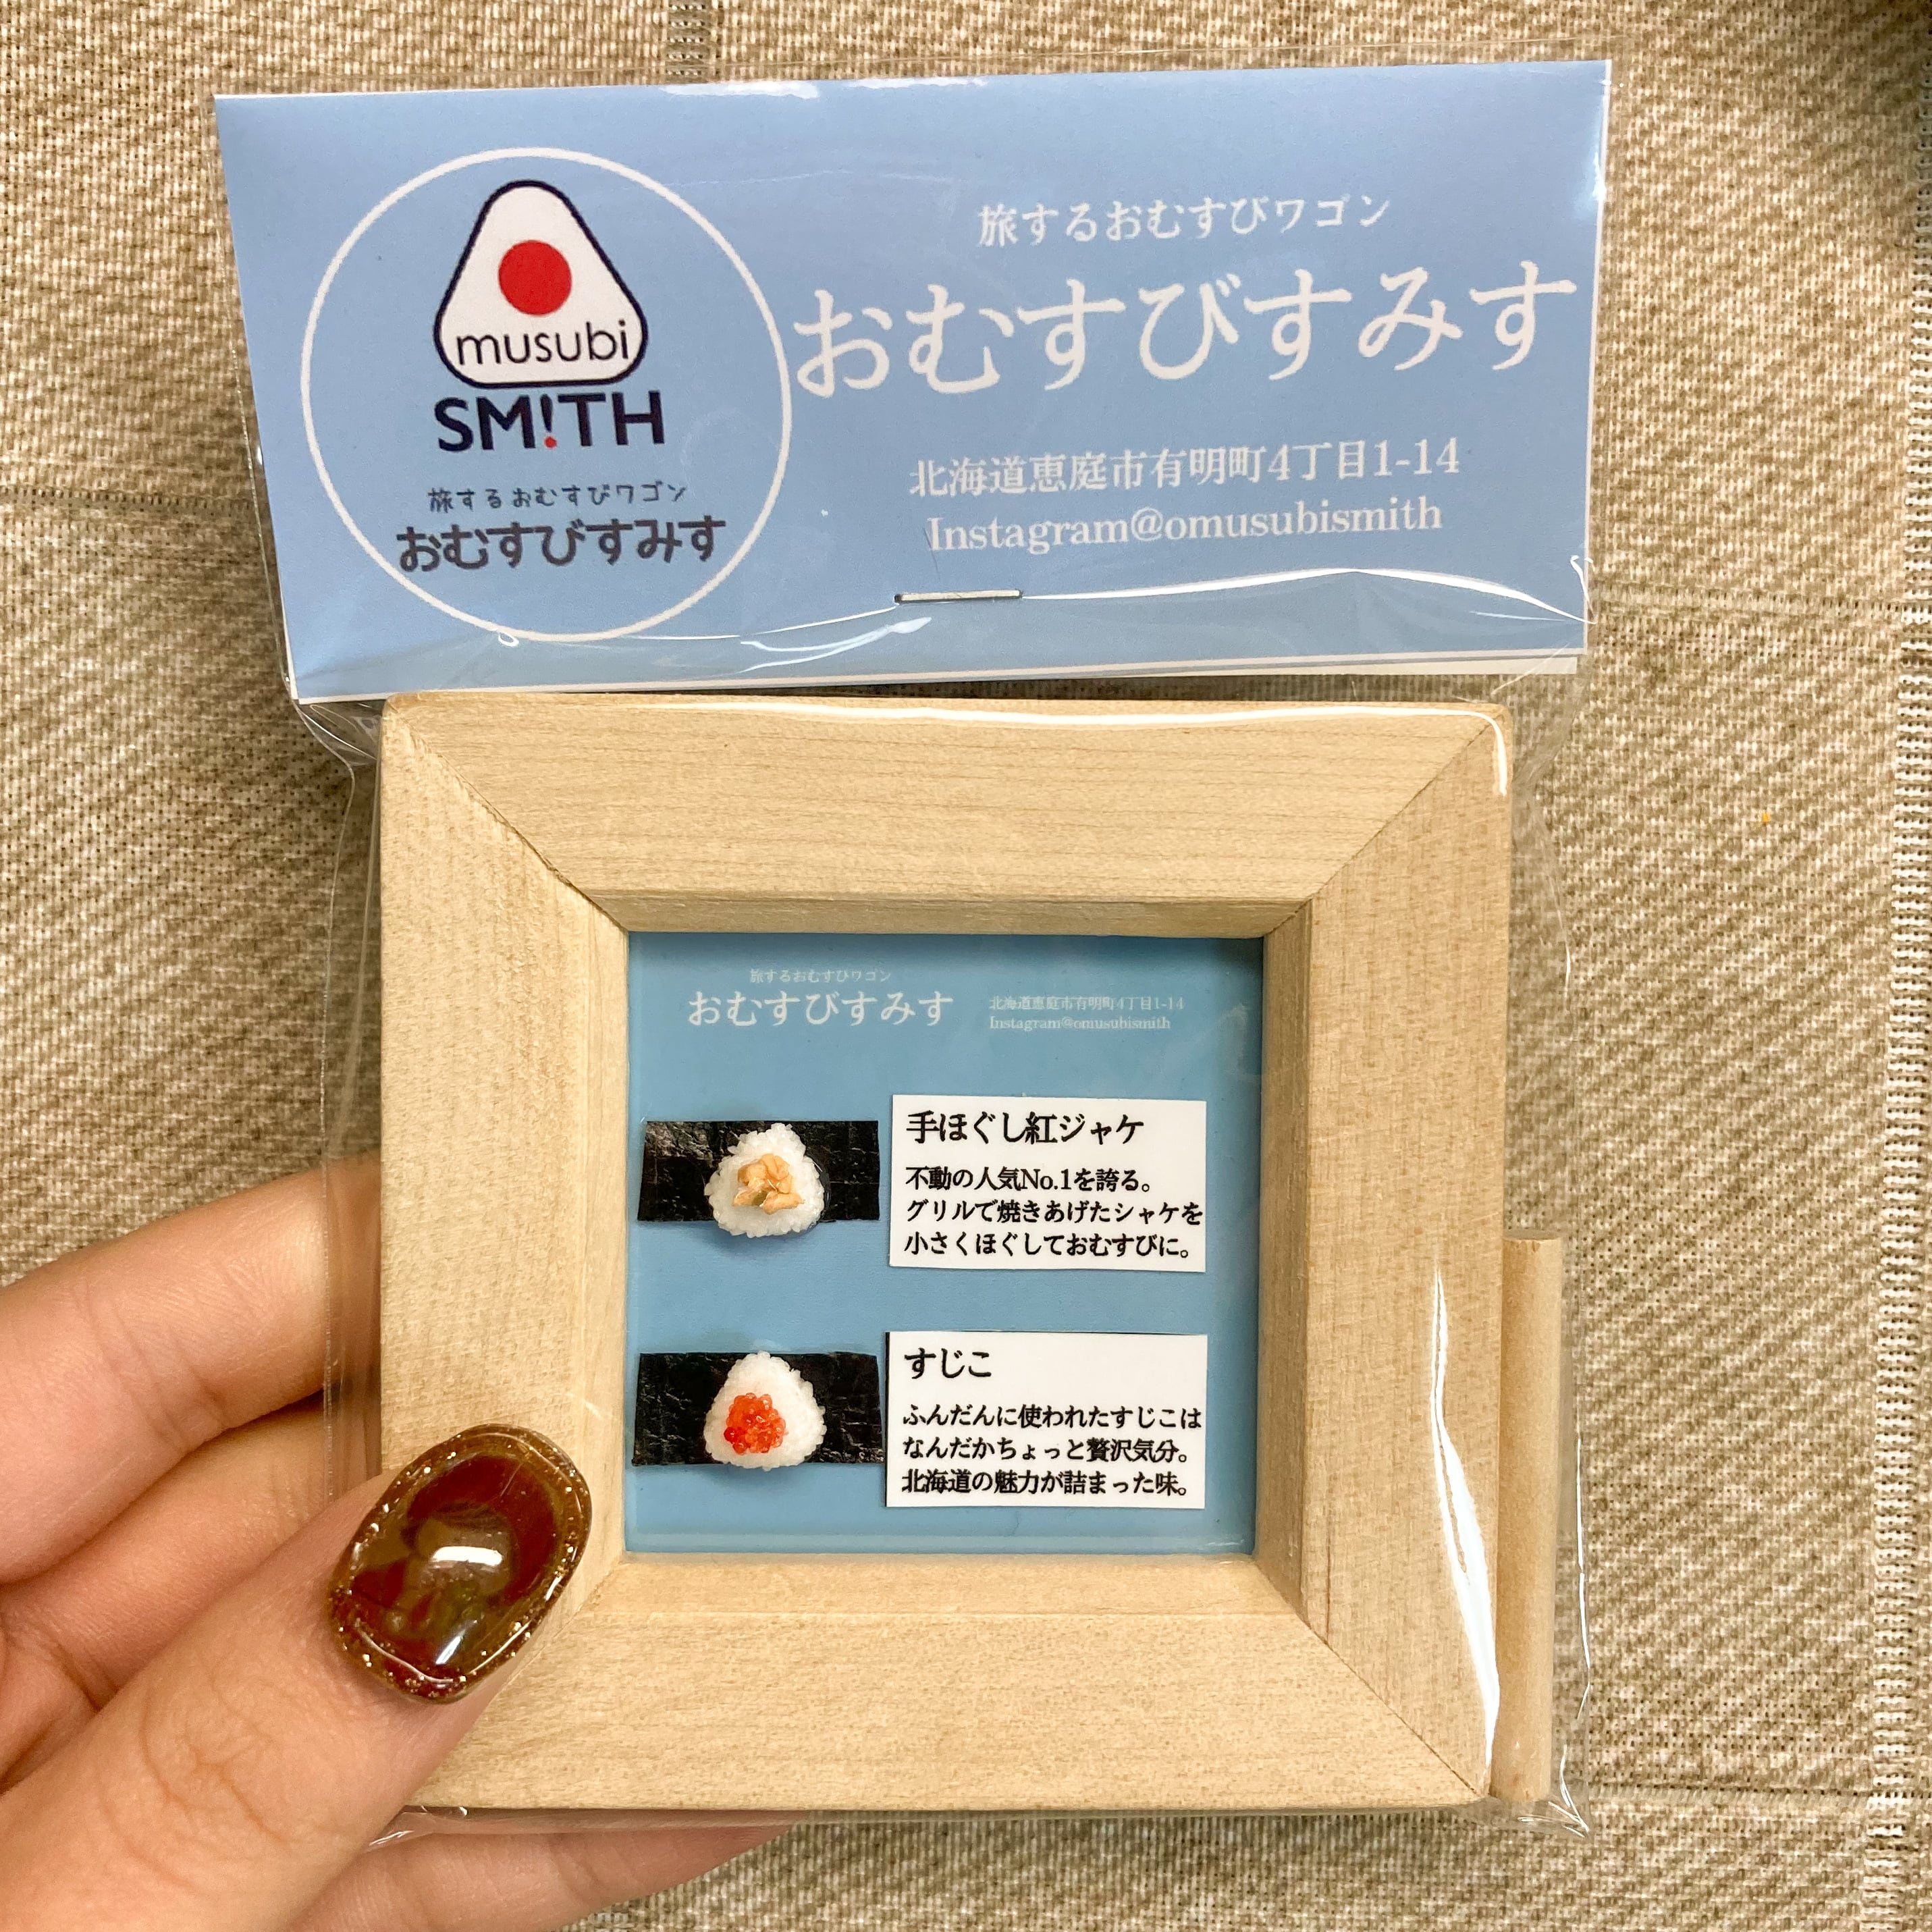 musubi
SM!TH
旅するおむすびワゴン
おむすびすみす
旅するおむすびワゴン
おむすびすみす
北海道恵庭市有明町4丁目1-14
Instagram@omusubismith
旅するおむすびワゴン
おむすびすみす
北海道恵庭市有明町4丁目1-14
Instagram@omusubismith
手ほぐし紅ジャケ
不動の人気No.1を誇る。
グリルで焼きあげたシャケを
小さくほぐしておむすびに。
すじこ
ふんだんに使われたすじこは
なんだかちょっと贅沢気分。
北海道の魅力が詰まった味。